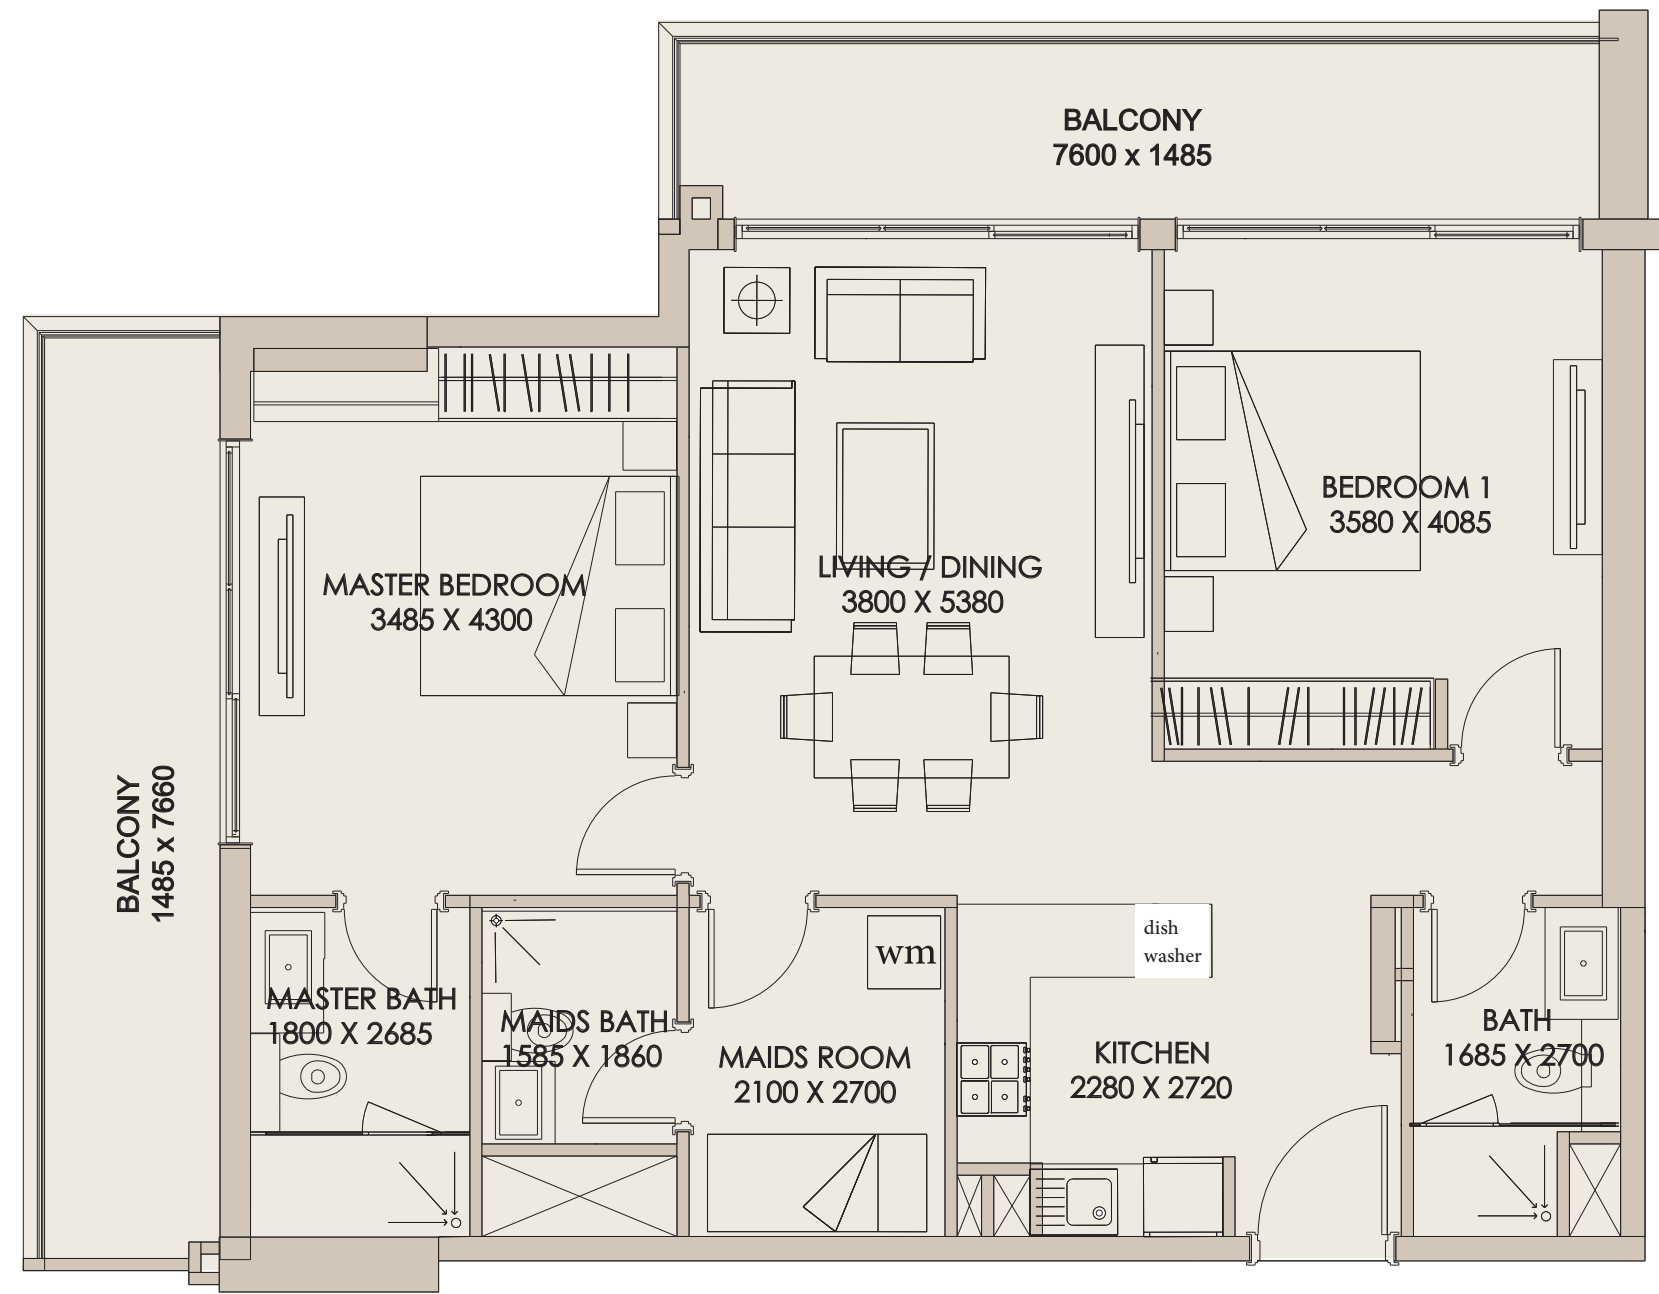 BALCONY
7600 x 1485
BEDROOM 1
3580 X 4085
LIVING / DINING
3800 X 5380
MASTER BEDROOM
3485 X 4300
BALCONY
1485 x 7660
dish
washer
wm
MASTER BATH
1800 X 2685
MAIDS BATH
1585 X 1860
MAIDS ROOM
2100 X 2700
KITCHEN
2280 X 2720
BATH
1685 X 2700